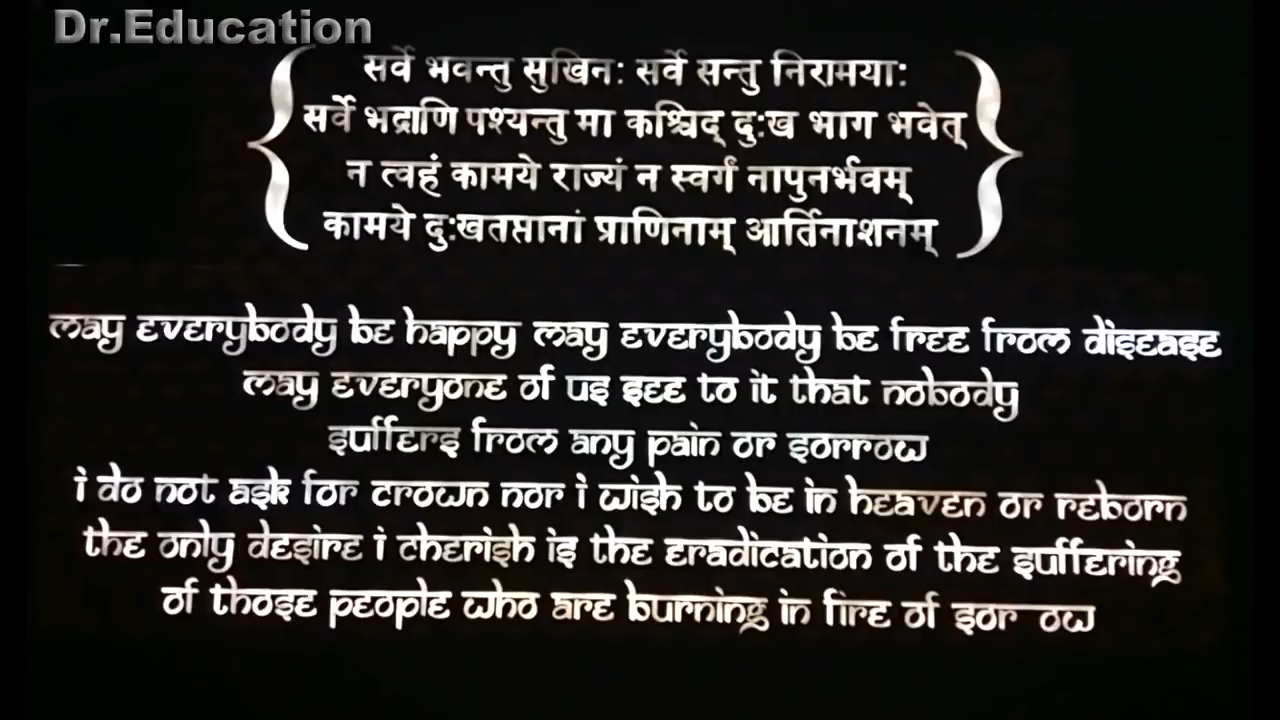 Dr.Education
सर्वे भवन्तु सुखिनः सर्वे सन्तु निरामयाः
सर्वे भद्राणि पश्यन्तु मा कश्चिद् दुःख भाग भवेत्
न त्वहं कामये राज्यं न स्वर्गं नापुनर्भवम्
कामये दुःखतप्तानां प्राणिनाम् आर्तिनाशनम्
may everybody be happy may everybody be free from disease
may everyone of us see to it that nobody
suffers from any pain or sorrow
i do not ask for crown nor i wish to be in heaven or reborn
the only desire i cherish is the eradication of the suffering
of those people who are burning in fire of sor ow